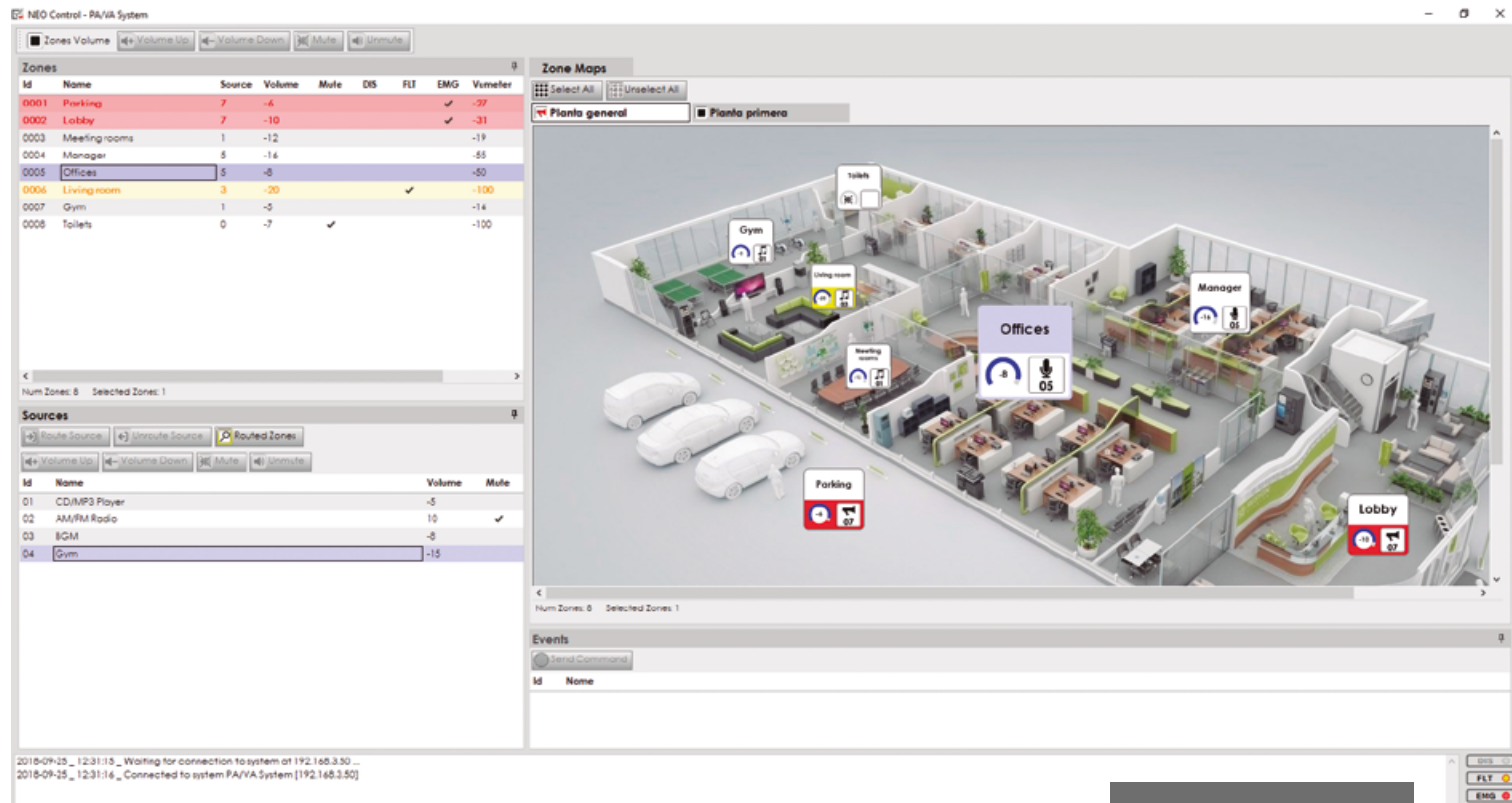 NEO Control - PA/VA System
Zones Volume Volume Up Volume Down Mute Unmute
Zones
Id Name Source Volume Mute DIS FLT EMG Vumeter
0001 Parking 7 -6 ✓ -27
0002 Lobby 7 -10 ✓ -31
0003 Meeting rooms 1 -12 -19
0004 Manager 5 -16 -55
0005 Offices 5 -8 -50
0006 Living room 3 -20 ✓ -100
0007 Gym 1 -5 -14
0008 Toilets 0 -7 ✓ -100
Num Zones: 8 Selected Zones: 1
Sources
Route Source Unroute Source Routed Zones
Volume Up Volume Down Mute Unmute
Id Name Volume Mute
01 CD/MP3 Player -5
02 AM/FM Radio 10 ✓
03 BGM -8
04 Gym -15
Zone Maps
Select All Unselect All
Planta general Planta primera
Toilets
Gym
01
Living room
03
Manager
-16 05
Offices
-8 05
Meeting rooms
01
Parking
07
Lobby
-10 07
Num Zones: 8 Selected Zones: 1
Events
Send Command
Id Name
2018-09-25 _ 12:31:15 _ Waiting for connection to system at 192.168.3.50 ...
2018-09-25 _ 12:31:16 _ Connected to system PA/VA System [192.168.3.50]
DIS
FLT
EMG